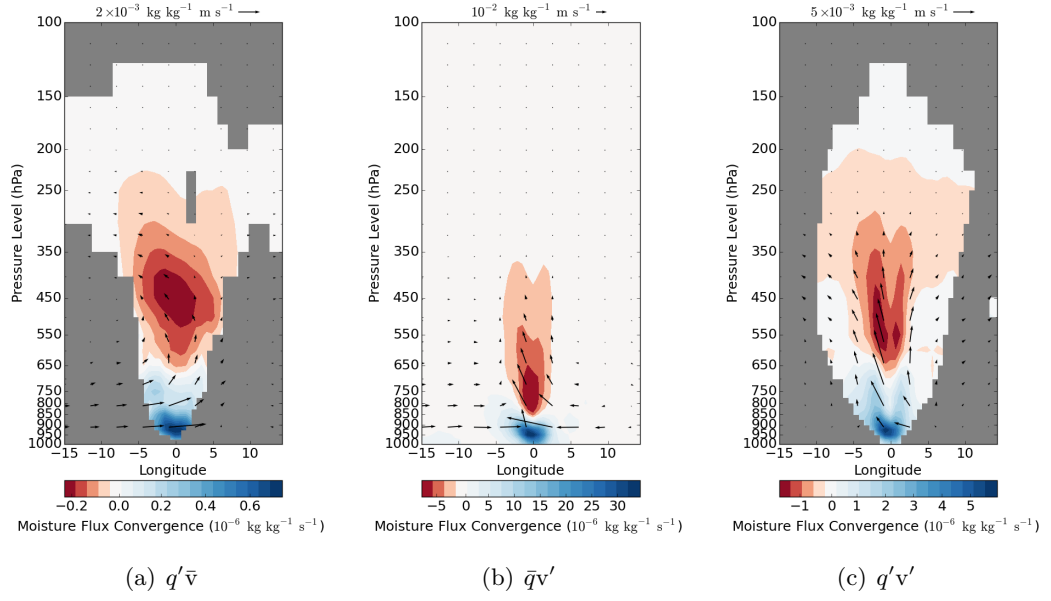 2×10⁻³ kg kg⁻¹ m s⁻¹
100
150
200
250
350
450
550
650
750
800
850
900
950
1000
Pressure Level (hPa)
−15 −10 −5 0 5 10
Longitude
−0.2 0.0 0.2 0.4 0.6
Moisture Flux Convergence (10⁻⁶ kg kg⁻¹ s⁻¹)
(a) q′v̄
10⁻² kg kg⁻¹ m s⁻¹
100
150
200
250
350
450
550
650
750
800
850
900
950
1000
Pressure Level (hPa)
−15 −10 −5 0 5 10
Longitude
−5 0 5 10 15 20 25 30
Moisture Flux Convergence (10⁻⁶ kg kg⁻¹ s⁻¹)
(b) q̄v′
5×10⁻³ kg kg⁻¹ m s⁻¹
100
150
200
250
350
450
550
650
750
800
850
900
950
1000
Pressure Level (hPa)
−15 −10 −5 0 5 10
Longitude
−1 0 1 2 3 4 5
Moisture Flux Convergence (10⁻⁶ kg kg⁻¹ s⁻¹)
(c) q′v′